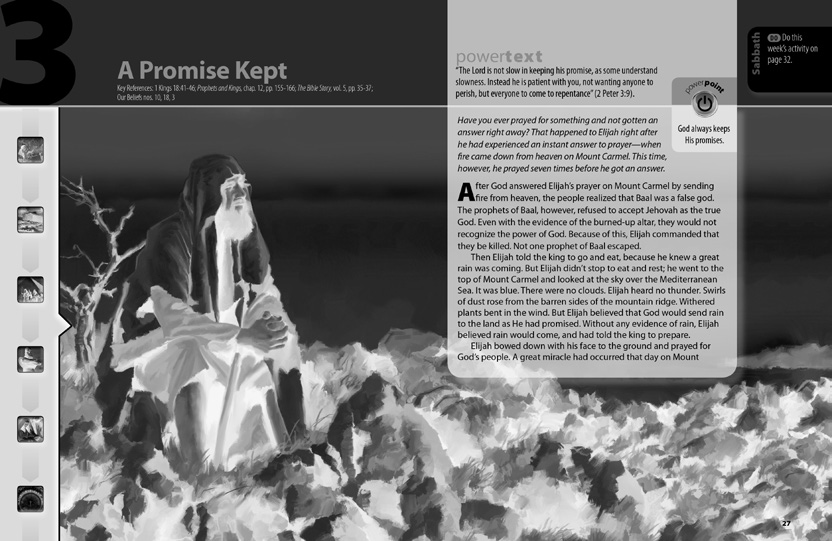 3
A Promise Kept
Key References: 1 Kings 18:41-46; Prophets and Kings, chap. 12, pp. 155-166; The Bible Story, vol. 5, pp. 35-37;
Our Beliefs nos. 10, 18, 3
powertext
“The Lord is not slow in keeping his promise, as some understand
slowness. Instead he is patient with you, not wanting anyone to
perish, but everyone to come to repentance” (2 Peter 3:9).
powerpoint
God always keeps
His promises.
Sabbath
DO Do this
week’s activity on
page 32.
Have you ever prayed for something and not gotten an
answer right away? That happened to Elijah right after
he had experienced an instant answer to prayer—when
fire came down from heaven on Mount Carmel. This time,
however, he prayed seven times before he got an answer.
After God answered Elijah’s prayer on Mount Carmel by sending
fire from heaven, the people realized that Baal was a false god.
The prophets of Baal, however, refused to accept Jehovah as the true
God. Even with the evidence of the burned-up altar, they would not
recognize the power of God. Because of this, Elijah commanded that
they be killed. Not one prophet of Baal escaped.
Then Elijah told the king to go and eat, because he knew a great
rain was coming. But Elijah didn’t stop to eat and rest; he went to the
top of Mount Carmel and looked at the sky over the Mediterranean
Sea. It was blue. There were no clouds. Elijah heard no thunder. Swirls
of dust rose from the barren sides of the mountain ridge. Withered
plants bent in the wind. But Elijah believed that God would send rain
to the land as He had promised. Without any evidence of rain, Elijah
believed rain would come, and had told the king to prepare.
Elijah bowed down with his face to the ground and prayed for
God’s people. A great miracle had occurred that day on Mount
27